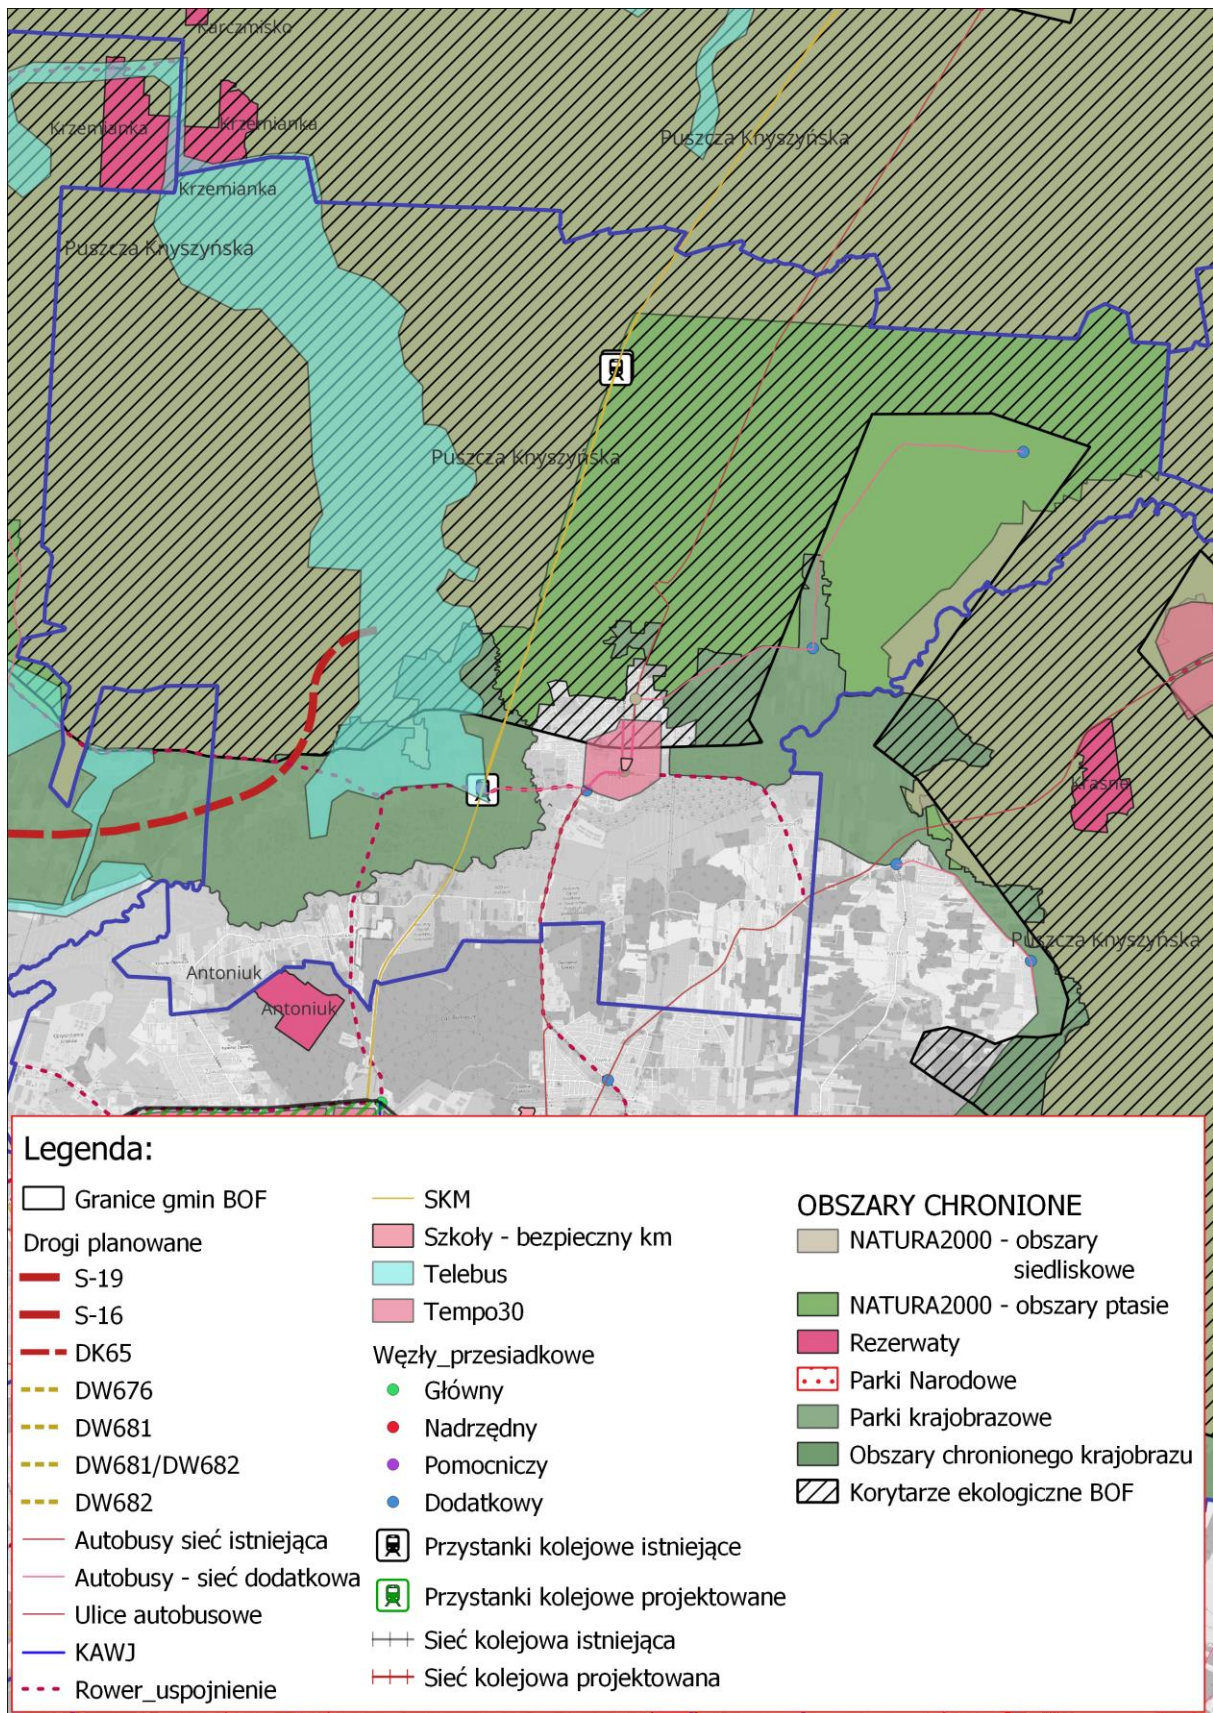 Karczmisko
Krzemianka
Krzemianka
Puszcza Knyszyńska
Krzemianka
Puszcza Knyszyńska
Puszcza Knyszyńska
Krasne
Puszcza Knyszyńska
Antoniuk
Antoniuk
Legenda:
Granice gmin BOF
Drogi planowane
S-19
S-16
DK65
DW676
DW681
DW681/DW682
DW682
Autobusy sieć istniejąca
Autobusy - sieć dodatkowa
Ulice autobusowe
KAWJ
Rower_uspojnienie
SKM
Szkoły - bezpieczny km
Telebus
Tempo30
Węzły_przesiadkowe
Główny
Nadrzędny
Pomocniczy
Dodatkowy
Przystanki kolejowe istniejące
Przystanki kolejowe projektowane
Sieć kolejowa istniejąca
Sieć kolejowa projektowana
OBSZARY CHRONIONE
NATURA2000 - obszary
siedliskowe
NATURA2000 - obszary ptasie
Rezerwaty
Parki Narodowe
Parki krajobrazowe
Obszary chronionego krajobrazu
Korytarze ekologiczne BOF